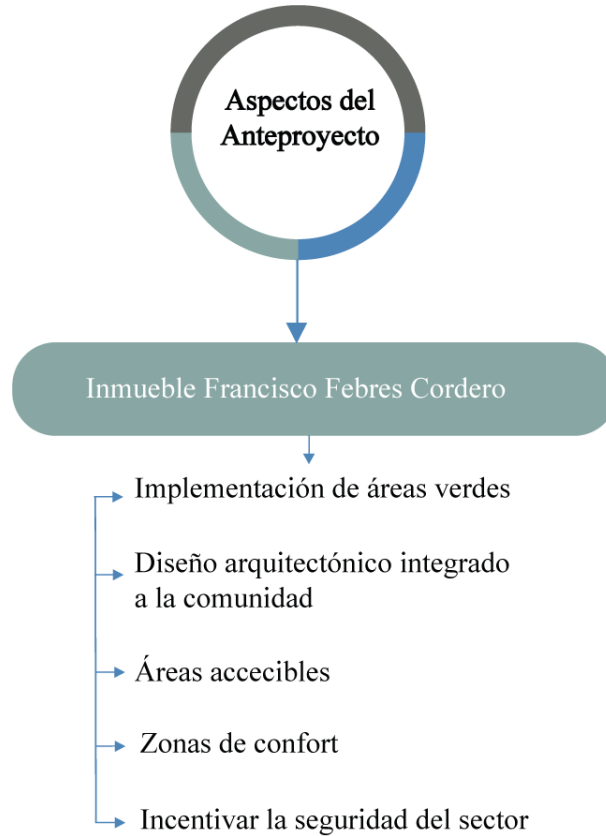 Aspectos del
Anteproyecto
Inmueble Francisco Febres Cordero
Implementación de áreas verdes
Diseño arquitectónico integrado
a la comunidad
Áreas accecibles
Zonas de confort
Incentivar la seguridad del sector